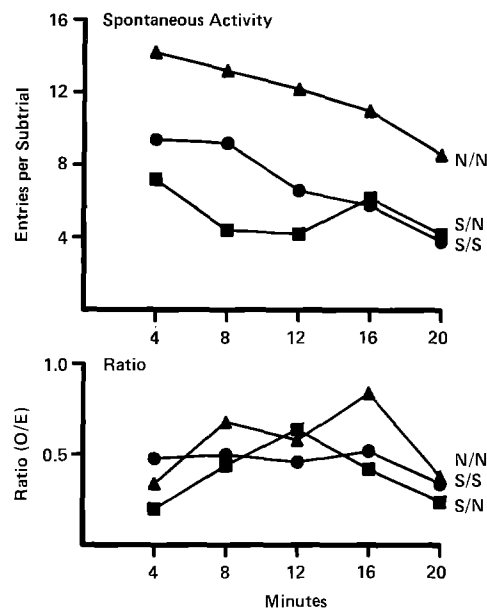 Spontaneous Activity
16
12
8
4
Entries per Subtrial
N/N
S/N
S/S
4 8 12 16 20
Ratio
1.0
0.5
Ratio (O/E)
N/N
S/S
S/N
4 8 12 16 20
Minutes